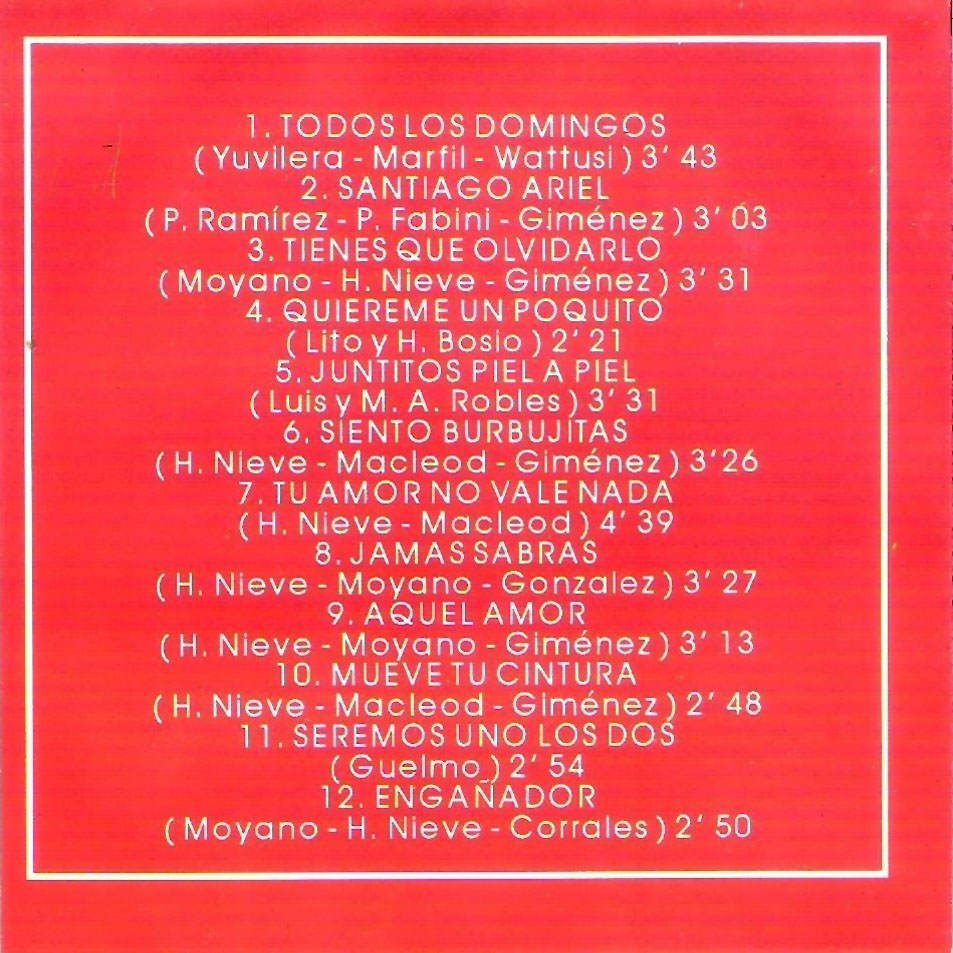 1. TODOS LOS DOMINGOS
( Yuvilera - Marfil - Wattusi ) 3' 43
2. SANTIAGO ARIEL
( P. Ramírez - P. Fabini - Giménez ) 3' 03
3. TIENES QUE OLVIDARLO
( Moyano - H. Nieve - Giménez ) 3' 31
4. QUIEREME UN POQUITO
( Lito y H. Bosio ) 2' 21
5. JUNTITOS PIEL A PIEL
( Luis y M. A. Robles ) 3' 31
6. SIENTO BURBUJITAS
( H. Nieve - Macleod - Giménez ) 3'26
7. TU AMOR NO VALE NADA
( H. Nieve - Macleod ) 4' 39
8. JAMAS SABRAS
( H. Nieve - Moyano - Gonzalez ) 3' 27
9. AQUEL AMOR
( H. Nieve - Moyano - Giménez ) 3' 13
10. MUEVE TU CINTURA
( H. Nieve - Macleod - Giménez ) 2' 48
11. SEREMOS UNO LOS DOS
( Guelmo ) 2' 54
12. ENGAÑADOR
( Moyano - H. Nieve - Corrales ) 2' 50